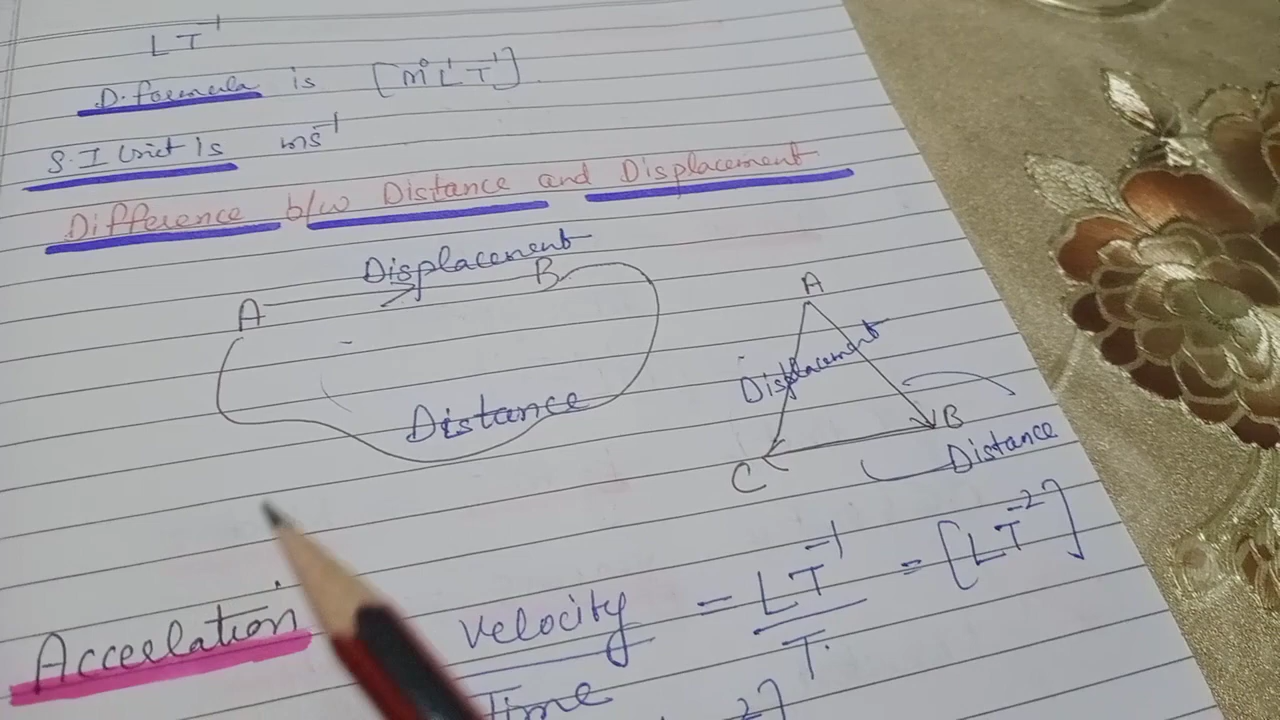 LT⁻¹
D. formula is [M⁰L¹T⁻¹]
S.I Unit is ms⁻¹
Difference b/w Distance and Displacement
Displacement
A B
Distance
A
Displacement
B
C
Distance
Acceelation Velocity = LT⁻¹ = [LT⁻²]
Time T